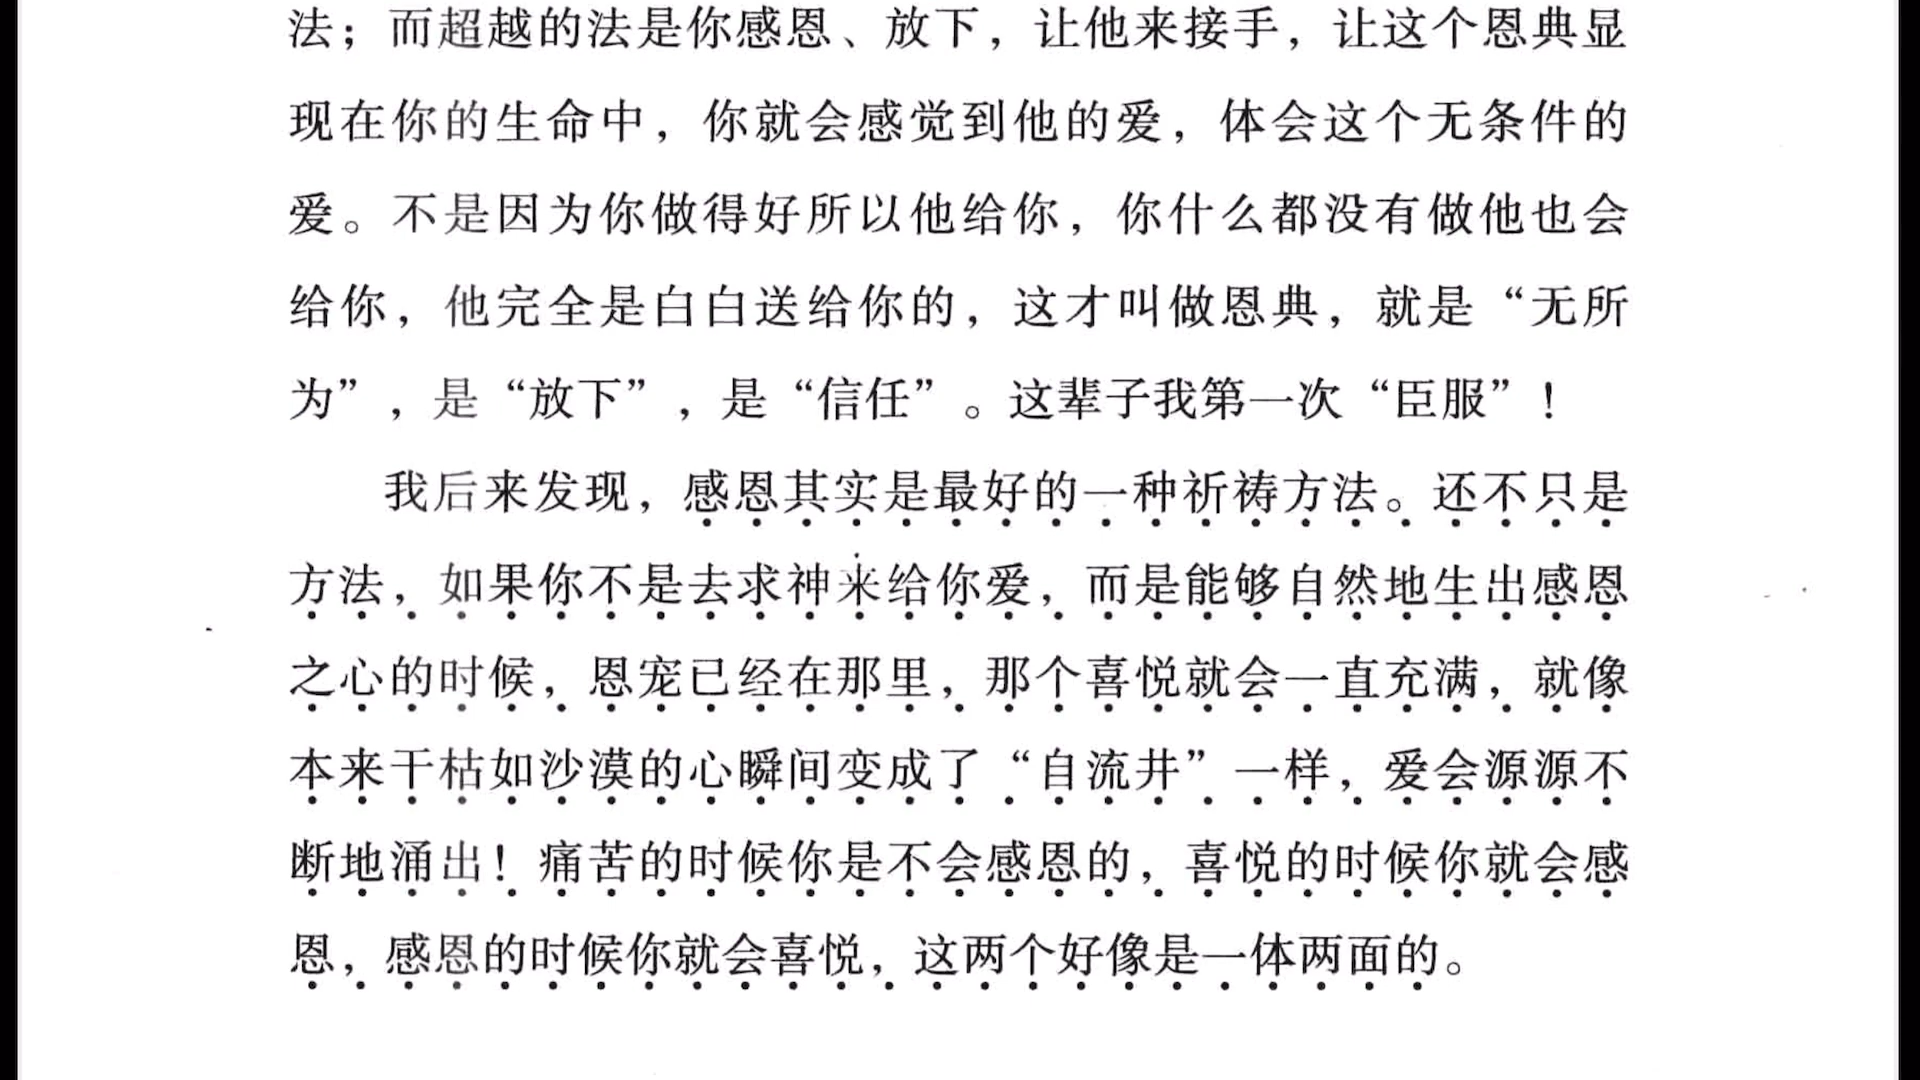 法；而超越的法是你感恩、放下，让他来接手，让这个恩典显
现在你的生命中，你就会感觉到他的爱，体会这个无条件的
爱。不是因为你做得好所以他给你，你什么都没有做他也会
给你，他完全是白白送给你的，这才叫做恩典，就是“无所
为”，是“放下”，是“信任”。这辈子我第一次“臣服”！
我后来发现，感恩其实是最好的一种祈祷方法。还不只是
方法，如果你不是去求神来给你爱，而是能够自然地生出感恩
之心的时候，恩宠已经在那里，那个喜悦就会一直充满，就像
本来干枯如沙漠的心瞬间变成了“自流井”一样，爱会源源不
断地涌出！痛苦的时候你是不会感恩的，喜悦的时候你就会感
恩，感恩的时候你就会喜悦，这两个好像是一体两面的。